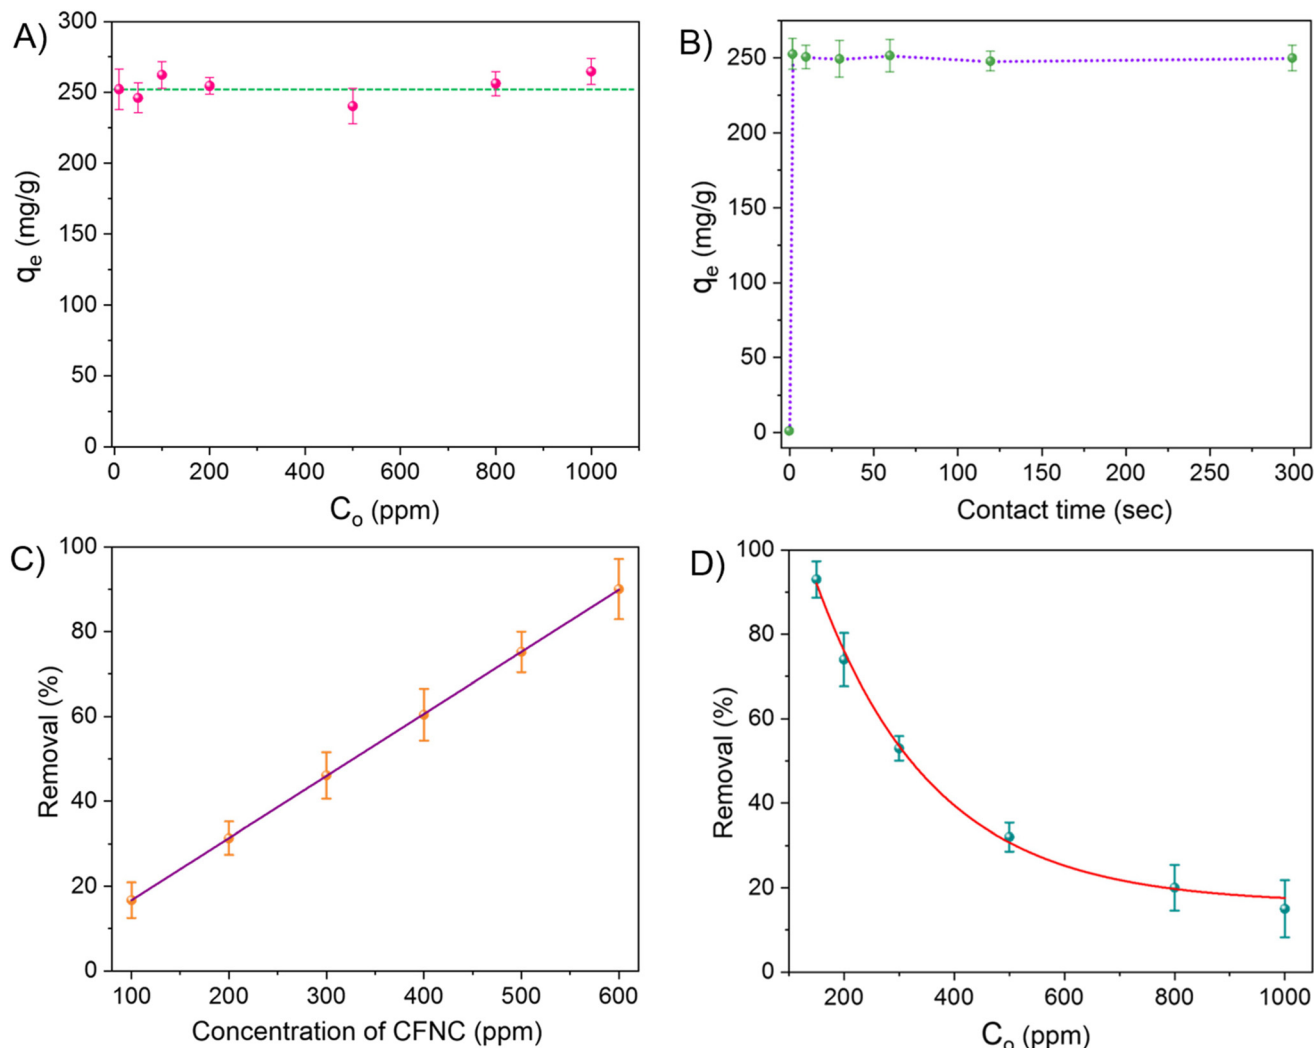 A)
300
250
200
150
100
50
0
qe (mg/g)
0 200 400 600 800 1000
Co (ppm)
B)
250
200
150
100
50
0
qe (mg/g)
0 50 100 150 200 250 300
Contact time (sec)
C)
100
80
60
40
20
0
Removal (%)
100 200 300 400 500 600
Concentration of CFNC (ppm)
D)
100
80
60
40
20
0
Removal (%)
200 400 600 800 1000
Co (ppm)